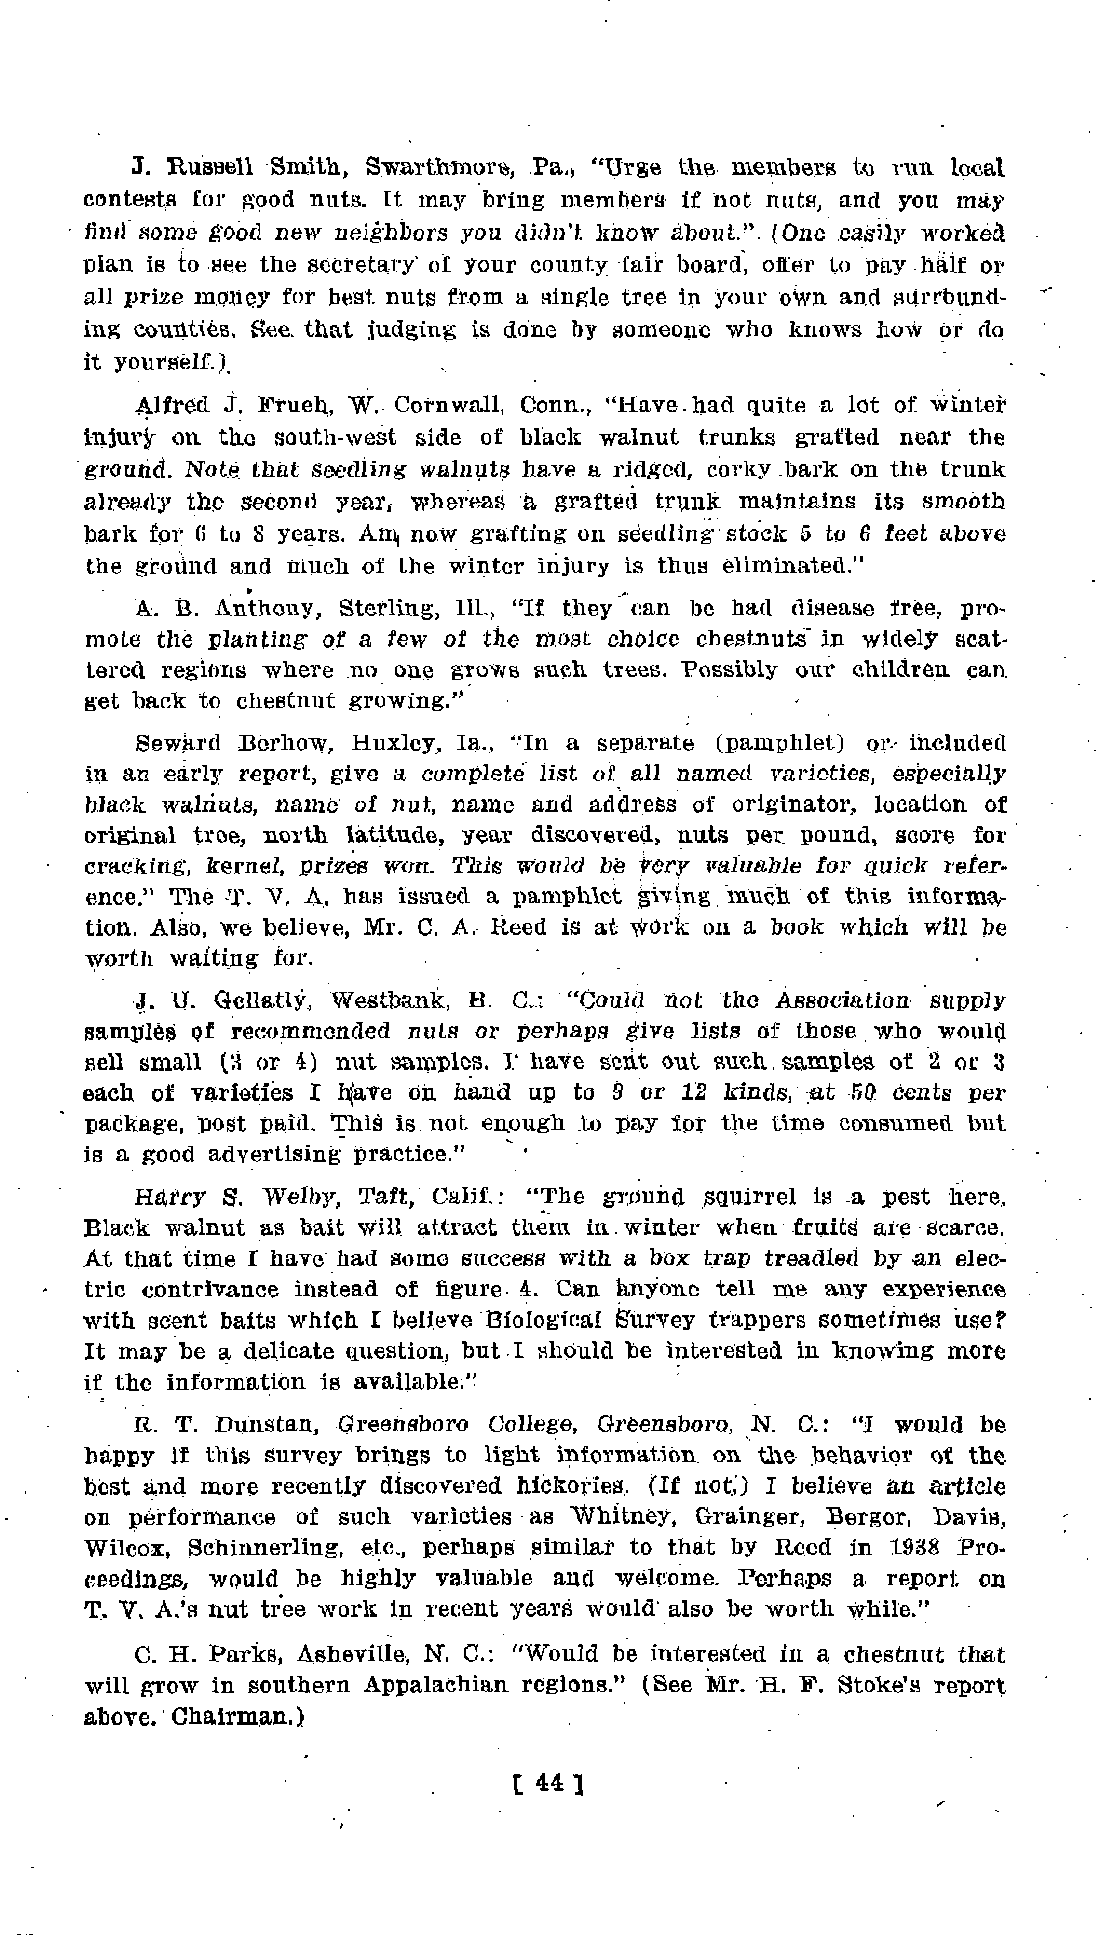 J. Russell Smith, Swarthmore, Pa., "Urge the members to run local
contests for good nuts. It may bring members if not nuts, and you may
find some good new neighbors you didn't know about." (One easily worked
plan is to see the secretary of your county fair board, offer to pay half or
all prize money for best nuts from a single tree in your own and surround-
ing counties. See that judging is done by someone who knows how or do
it yourself.)
Alfred J. Frueh, W. Cornwall, Conn., "Have had quite a lot of winter
injury on the south-west side of black walnut trunks grafted near the
ground. Note that seedling walnuts have a ridged, corky bark on the trunk
already the second year, whereas a grafted trunk maintains its smooth
bark for 6 to 8 years. Am now grafting on seedling stock 5 to 6 feet above
the ground and much of the winter injury is thus eliminated."
A. B. Anthony, Sterling, Ill., "If they can be had disease free, pro-
mote the planting of a few of the most choice chestnuts in widely scat-
tered regions where no one grows such trees. Possibly our children can
get back to chestnut growing."
Seward Berhow, Huxley, Ia., "In a separate (pamphlet) or included
in an early report, give a complete list of all named varieties, especially
black walnuts, name of nut, name and address of originator, location of
original tree, north latitude, year discovered, nuts per pound, score for
cracking, kernel, prizes won. This would be very valuable for quick refer-
ence." The T. V. A. has issued a pamphlet giving much of this informa-
tion. Also, we believe, Mr. C. A. Reed is at work on a book which will be
worth waiting for.
J. U. Gellatly, Westbank, B. C.: "Could not the Association supply
samples of recommended nuts or perhaps give lists of those who would
sell small (3 or 4) nut samples. I have sent out such samples of 2 or 3
each of varieties I have on hand up to 9 or 12 kinds, at 50 cents per
package, post paid. This is not enough to pay for the time consumed but
is a good advertising practice."
Harry S. Welby, Taft, Calif.: "The ground squirrel is a pest here.
Black walnut as bait will attract them in winter when fruits are scarce.
At that time I have had some success with a box trap treadled by an elec-
tric contrivance instead of figure 4. Can anyone tell me any experience
with scent baits which I believe Biological Survey trappers sometimes use?
It may be a delicate question, but I should be interested in knowing more
if the information is available."
R. T. Dunstan, Greensboro College, Greensboro, N. C.: "I would be
happy if this survey brings to light information on the behavior of the
best and more recently discovered hickories. (If not) I believe an article
on performance of such varieties as Whitney, Grainger, Bergor, Davis,
Wilcox, Schinnerling, etc., perhaps similar to that by Reed in 1938 Pro-
ceedings, would be highly valuable and welcome. Perhaps a report on
T. V. A.'s nut tree work in recent years would also be worth while."
C. H. Parks, Asheville, N. C.: "Would be interested in a chestnut that
will grow in southern Appalachian regions." (See Mr. H. F. Stoke's report
above. Chairman.)
[ 44 ]